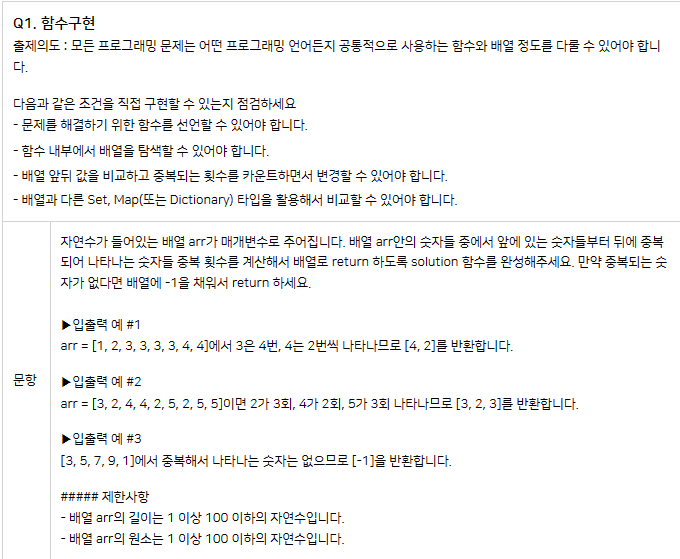 Q1. 함수구현
출제의도 : 모든 프로그래밍 문제는 어떤 프로그래밍 언어든지 공통적으로 사용하는 함수와 배열 정도를 다룰 수 있어야 합니
다.
다음과 같은 조건을 직접 구현할 수 있는지 점검하세요
- 문제를 해결하기 위한 함수를 선언할 수 있어야 합니다.
- 함수 내부에서 배열을 탐색할 수 있어야 합니다.
- 배열 앞뒤 값을 비교하고 중복되는 횟수를 카운트하면서 변경할 수 있어야 합니다.
- 배열과 다른 Set, Map(또는 Dictionary) 타입을 활용해서 비교할 수 있어야 합니다.
문항
자연수가 들어있는 배열 arr가 매개변수로 주어집니다. 배열 arr안의 숫자들 중에서 앞에 있는 숫자들부터 뒤에 중복
되어 나타나는 숫자들 중복 횟수를 계산해서 배열로 return 하도록 solution 함수를 완성해주세요. 만약 중복되는 숫
자가 없다면 배열에 -1을 채워서 return 하세요.
▶입출력 예 #1
arr = [1, 2, 3, 3, 3, 3, 4, 4]에서 3은 4번, 4는 2번씩 나타나므로 [4, 2]를 반환합니다.
▶입출력 예 #2
arr = [3, 2, 4, 4, 2, 5, 2, 5, 5]이면 2가 3회, 4가 2회, 5가 3회 나타나므로 [3, 2, 3]를 반환합니다.
▶입출력 예 #3
[3, 5, 7, 9, 1]에서 중복해서 나타나는 숫자는 없으므로 [-1]을 반환합니다.
##### 제한사항
- 배열 arr의 길이는 1 이상 100 이하의 자연수입니다.
- 배열 arr의 원소는 1 이상 100 이하의 자연수입니다.